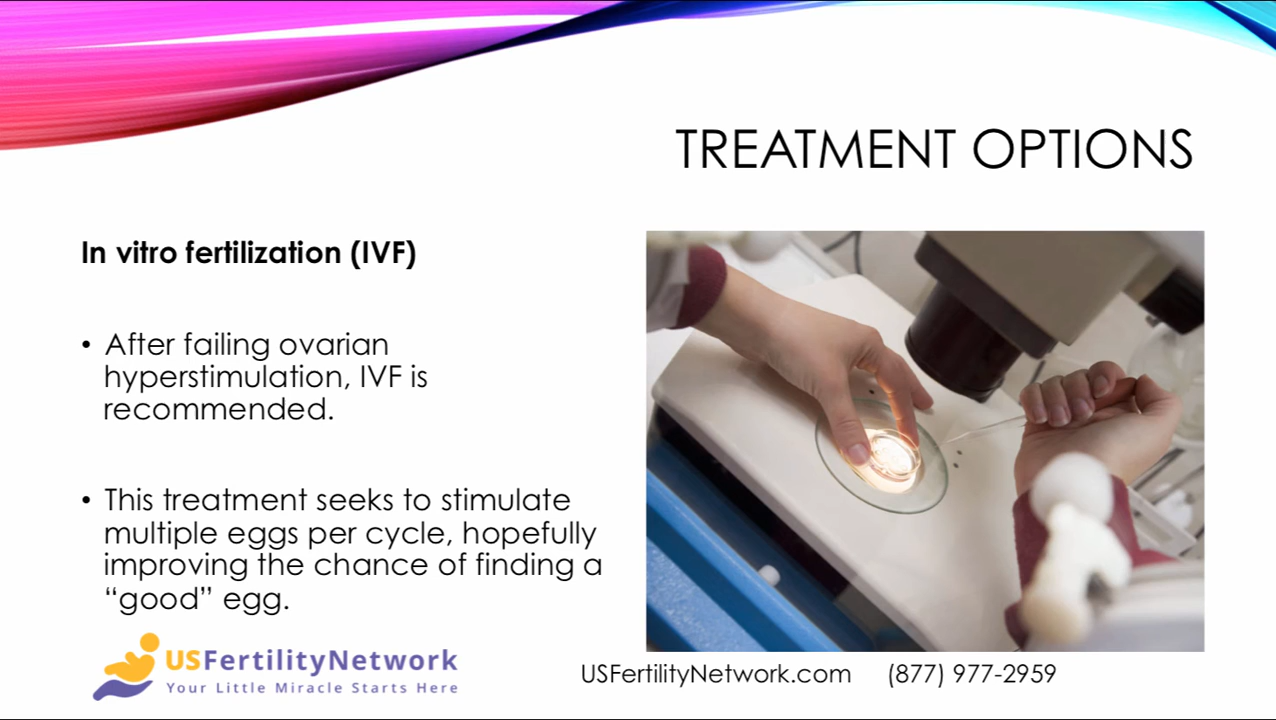 TREATMENT OPTIONS
In vitro fertilization (IVF)
• After failing ovarian
hyperstimulation, IVF is
recommended.
• This treatment seeks to stimulate
multiple eggs per cycle, hopefully
improving the chance of finding a
“good” egg.
USFertilityNetwork
Your Little Miracle Starts Here
USFertilityNetwork.com (877) 977-2959